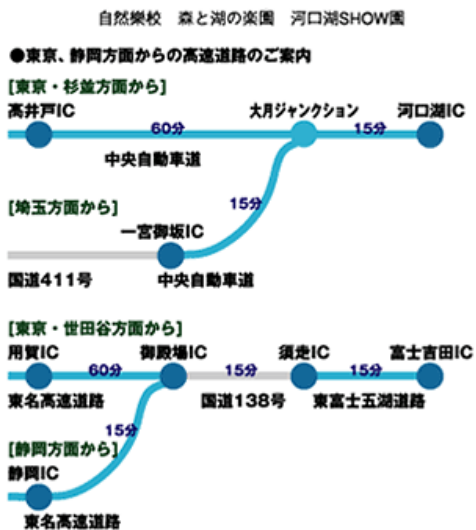 自然樂校 森と湖の楽園 河口湖SHOW園
●東京、静岡方面からの高速道路のご案内
[東京・杉並方面から]
高井戸IC 60分 大月ジャンクション 15分 河口湖IC
中央自動車道
[埼玉方面から]
15分
一宮御坂IC
国道411号 中央自動車道
[東京・世田谷方面から]
用賀IC 60分 御殿場IC 15分 須走IC 15分 富士吉田IC
東名高速道路 国道138号 東富士五湖道路
15分
[静岡方面から]
静岡IC
東名高速道路